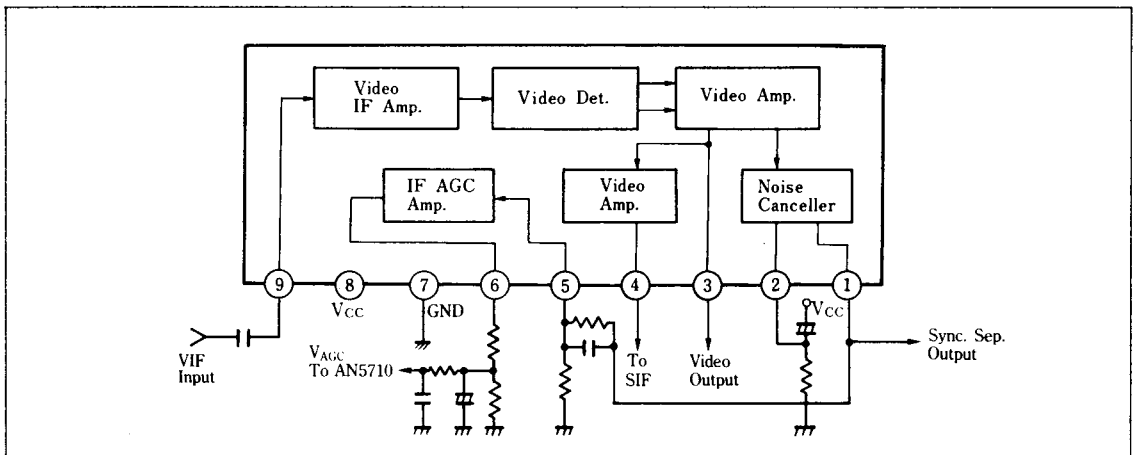 Video
IF Amp.
Video Det.
Video Amp.
IF AGC
Amp.
Video
Amp.
Noise
Canceller
9
8
7
6
5
4
3
2
1
VCC
GND
VCC
VIF
Input
VAGC
To AN5710
To
SIF
Video
Output
Sync. Sep.
Output